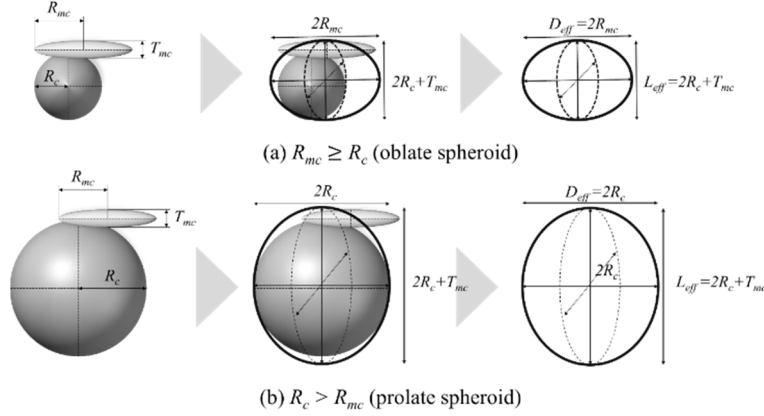 R_mc
T_mc
R_c
2R_mc
2R_c+T_mc
D_eff=2R_mc
L_eff=2R_c+T_mc
(a) R_mc ≥ R_c (oblate spheroid)
R_mc
T_mc
R_c
2R_c
2R_c+T_mc
D_eff=2R_c
2R_c
L_eff=2R_c+T_mc
(b) R_c > R_mc (prolate spheroid)